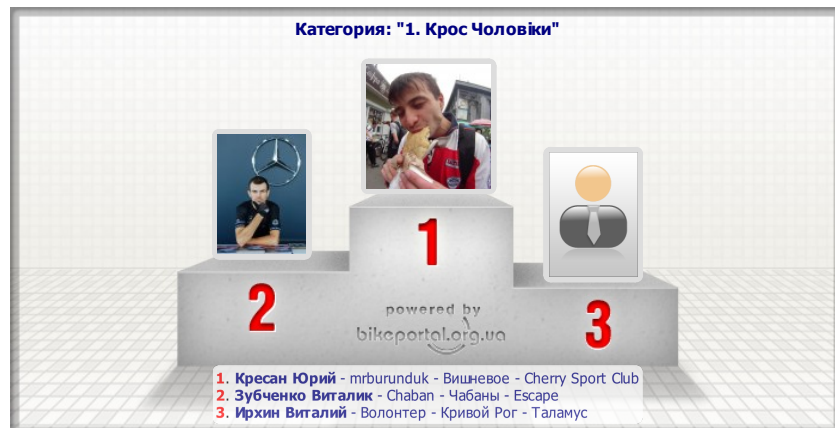 Категория: "1. Крос Чоловіки"
1
2
3
powered by
bikeportal.org.ua
1. Кресан Юрий - mrburunduk - Вишневое - Cherry Sport Club
2. Зубченко Виталик - Chaban - Чабаны - Escape
3. Ирхин Виталий - Волонтер - Кривой Рог - Таламус